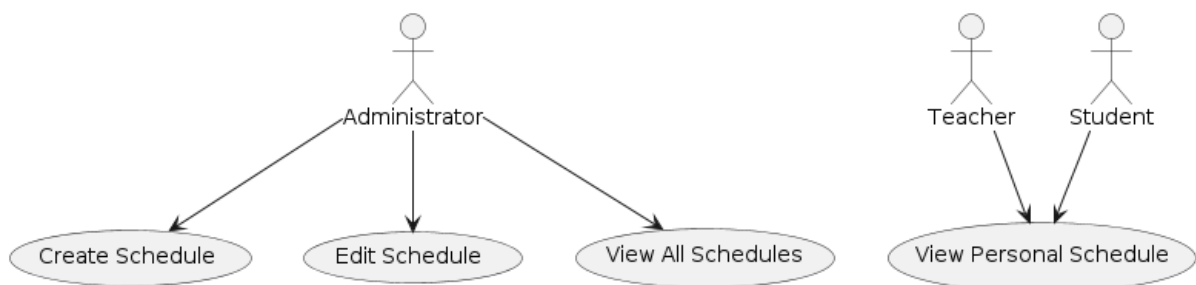 Administrator
Teacher
Student
Create Schedule
Edit Schedule
View All Schedules
View Personal Schedule